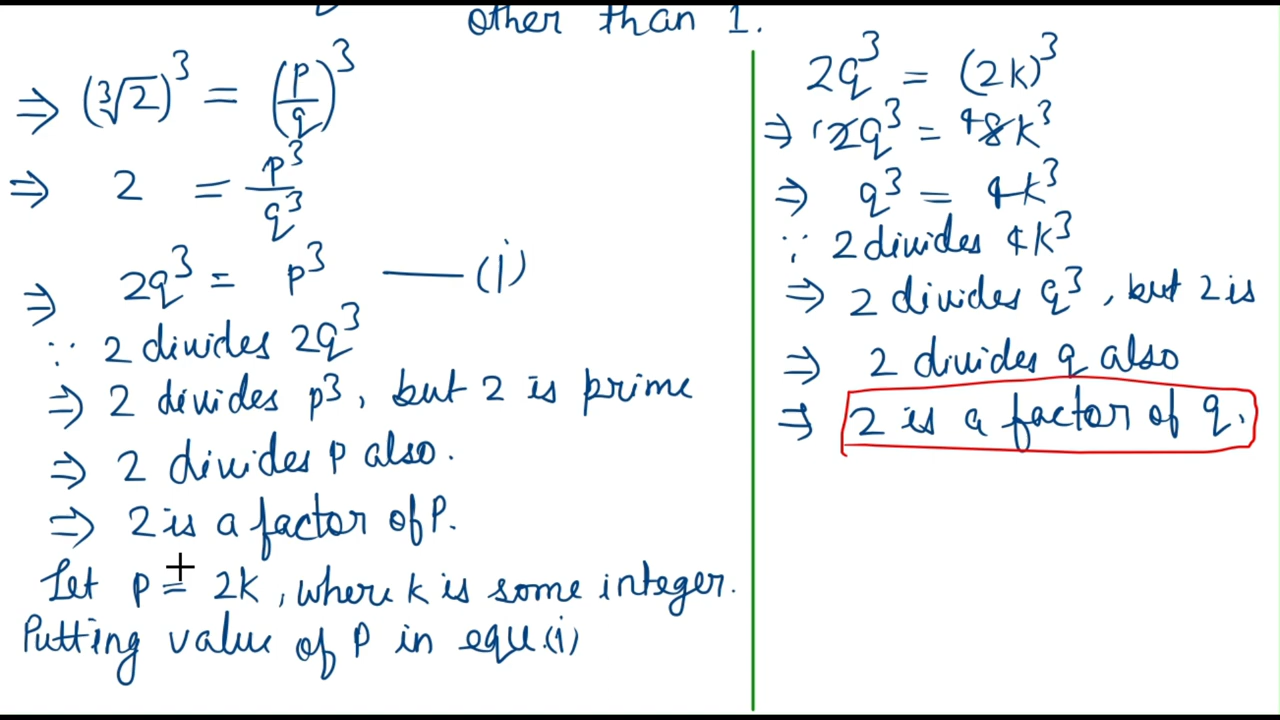 other than 1.
⇒ (∛2)³ = (p/q)³
⇒ 2 = p³/q³
⇒ 2q³ = p³ —— (i)
∵ 2 divides 2q³
⇒ 2 divides p³, but 2 is prime
⇒ 2 divides p also.
⇒ 2 is a factor of P.
Let p = 2k, where k is some integer.
Putting value of P in equ.(i)
2q³ = (2k)³
⇒ 2q³ = 8k³
⇒ q³ = 4k³
∵ 2 divides 4k³
⇒ 2 divides q³, but 2 is
⇒ 2 divides q also
⇒ 2 is a factor of q.